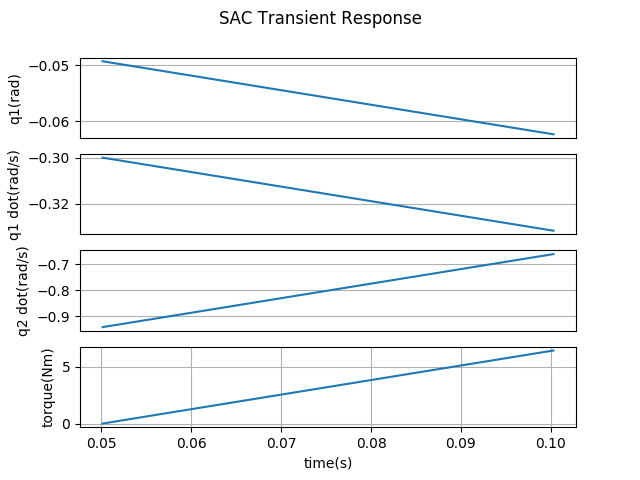 SAC Transient Response
q1(rad)
−0.05
−0.06
q1 dot(rad/s)
−0.30
−0.32
q2 dot(rad/s)
−0.7
−0.8
−0.9
torque(Nm)
5
0
0.05 0.06 0.07 0.08 0.09 0.10
time(s)